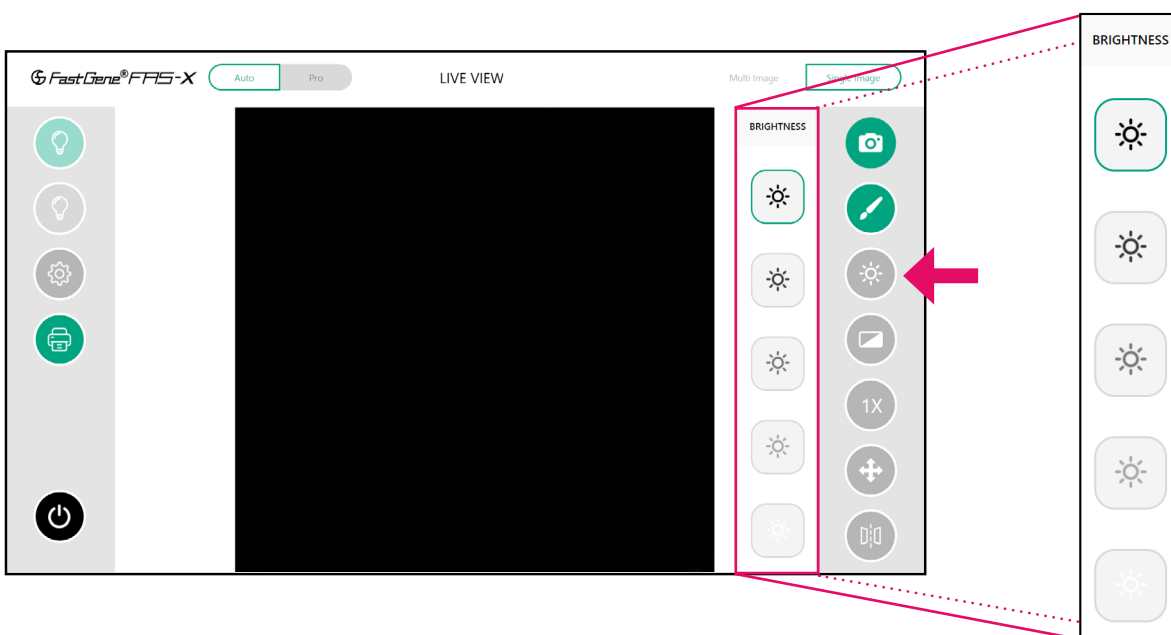 FastGene® FAS-X
Auto
Pro
LIVE VIEW
Multi Image
Single Image
BRIGHTNESS
1X
BRIGHTNESS